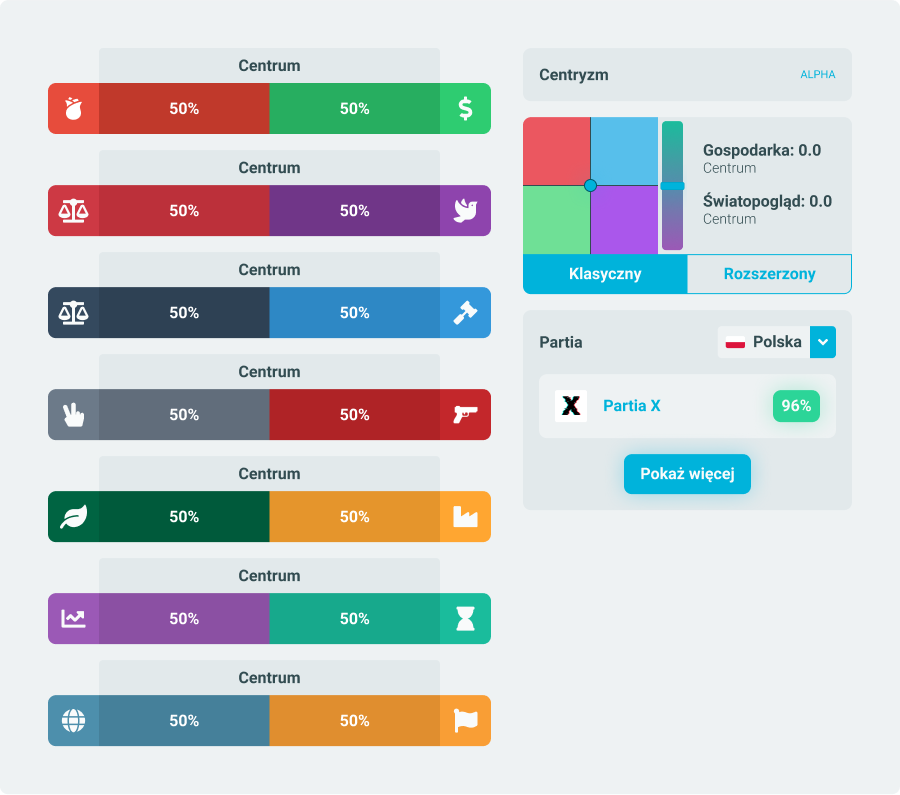 Centrum
50% 50%
Centrum
50% 50%
Centrum
50% 50%
Centrum
50% 50%
Centrum
50% 50%
Centrum
50% 50%
Centrum
50% 50%
Centryzm ALPHA
Gospodarka: 0.0
Centrum
Światopogląd: 0.0
Centrum
Klasyczny Rozszerzony
Partia Polska
X Partia X 96%
Pokaż więcej